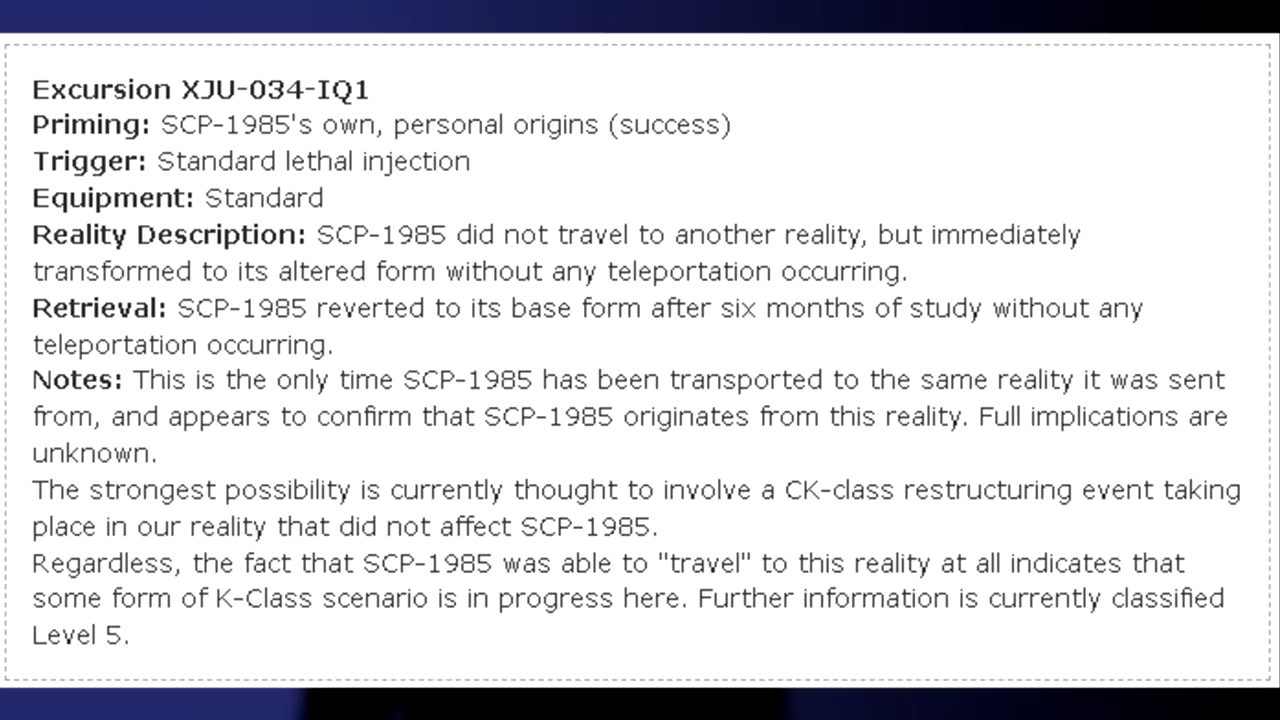 Excursion XJU-034-IQ1
Priming: SCP-1985's own, personal origins (success)
Trigger: Standard lethal injection
Equipment: Standard
Reality Description: SCP-1985 did not travel to another reality, but immediately
transformed to its altered form without any teleportation occurring.
Retrieval: SCP-1985 reverted to its base form after six months of study without any
teleportation occurring.
Notes: This is the only time SCP-1985 has been transported to the same reality it was sent
from, and appears to confirm that SCP-1985 originates from this reality. Full implications are
unknown.
The strongest possibility is currently thought to involve a CK-class restructuring event taking
place in our reality that did not affect SCP-1985.
Regardless, the fact that SCP-1985 was able to "travel" to this reality at all indicates that
some form of K-Class scenario is in progress here. Further information is currently classified
Level 5.